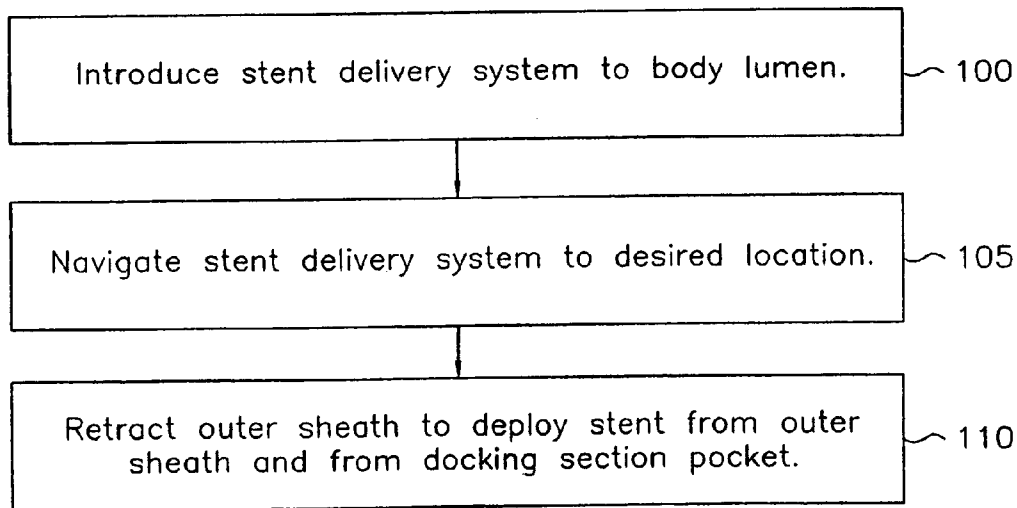 Introduce stent delivery system to body lumen.
100
Navigate stent delivery system to desired location.
105
Retract outer sheath to deploy stent from outer
sheath and from docking section pocket.
110